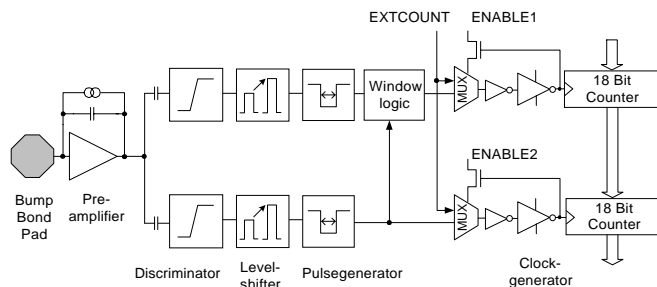 EXTCOUNT
ENABLE1
MUX
18 Bit
Counter
Window
logic
Bump
Bond
Pad
Pre-
amplifier
ENABLE2
MUX
18 Bit
Counter
Discriminator
Level-
shifter
Pulsegenerator
Clock-
generator